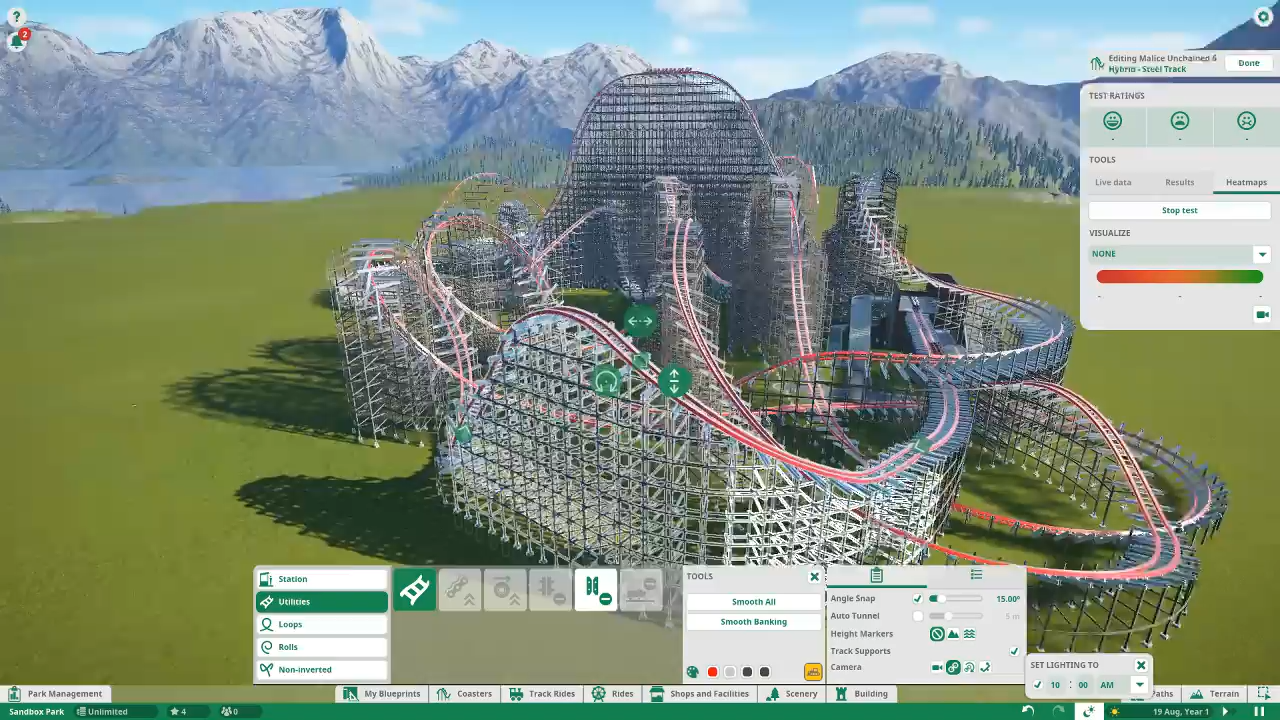 ?
2
Editing Malice Unchained 6
Hybrid - Steel Track
Done
TEST RATINGS
- - -
TOOLS
Live data
Results
Heatmaps
Stop test
VISUALIZE
NONE
- - -
Station
Utilities
Loops
Rolls
Non-inverted
TOOLS
Smooth All
Smooth Banking
Angle Snap
15.00°
Auto Tunnel
5 m
Height Markers
Track Supports
Camera
SET LIGHTING TO
10 : 00 AM
Park Management
My Blueprints
Coasters
Track Rides
Rides
Shops and Facilities
Scenery
Building
Paths
Terrain
Sandbox Park
Unlimited
4
0
19 Aug, Year 1